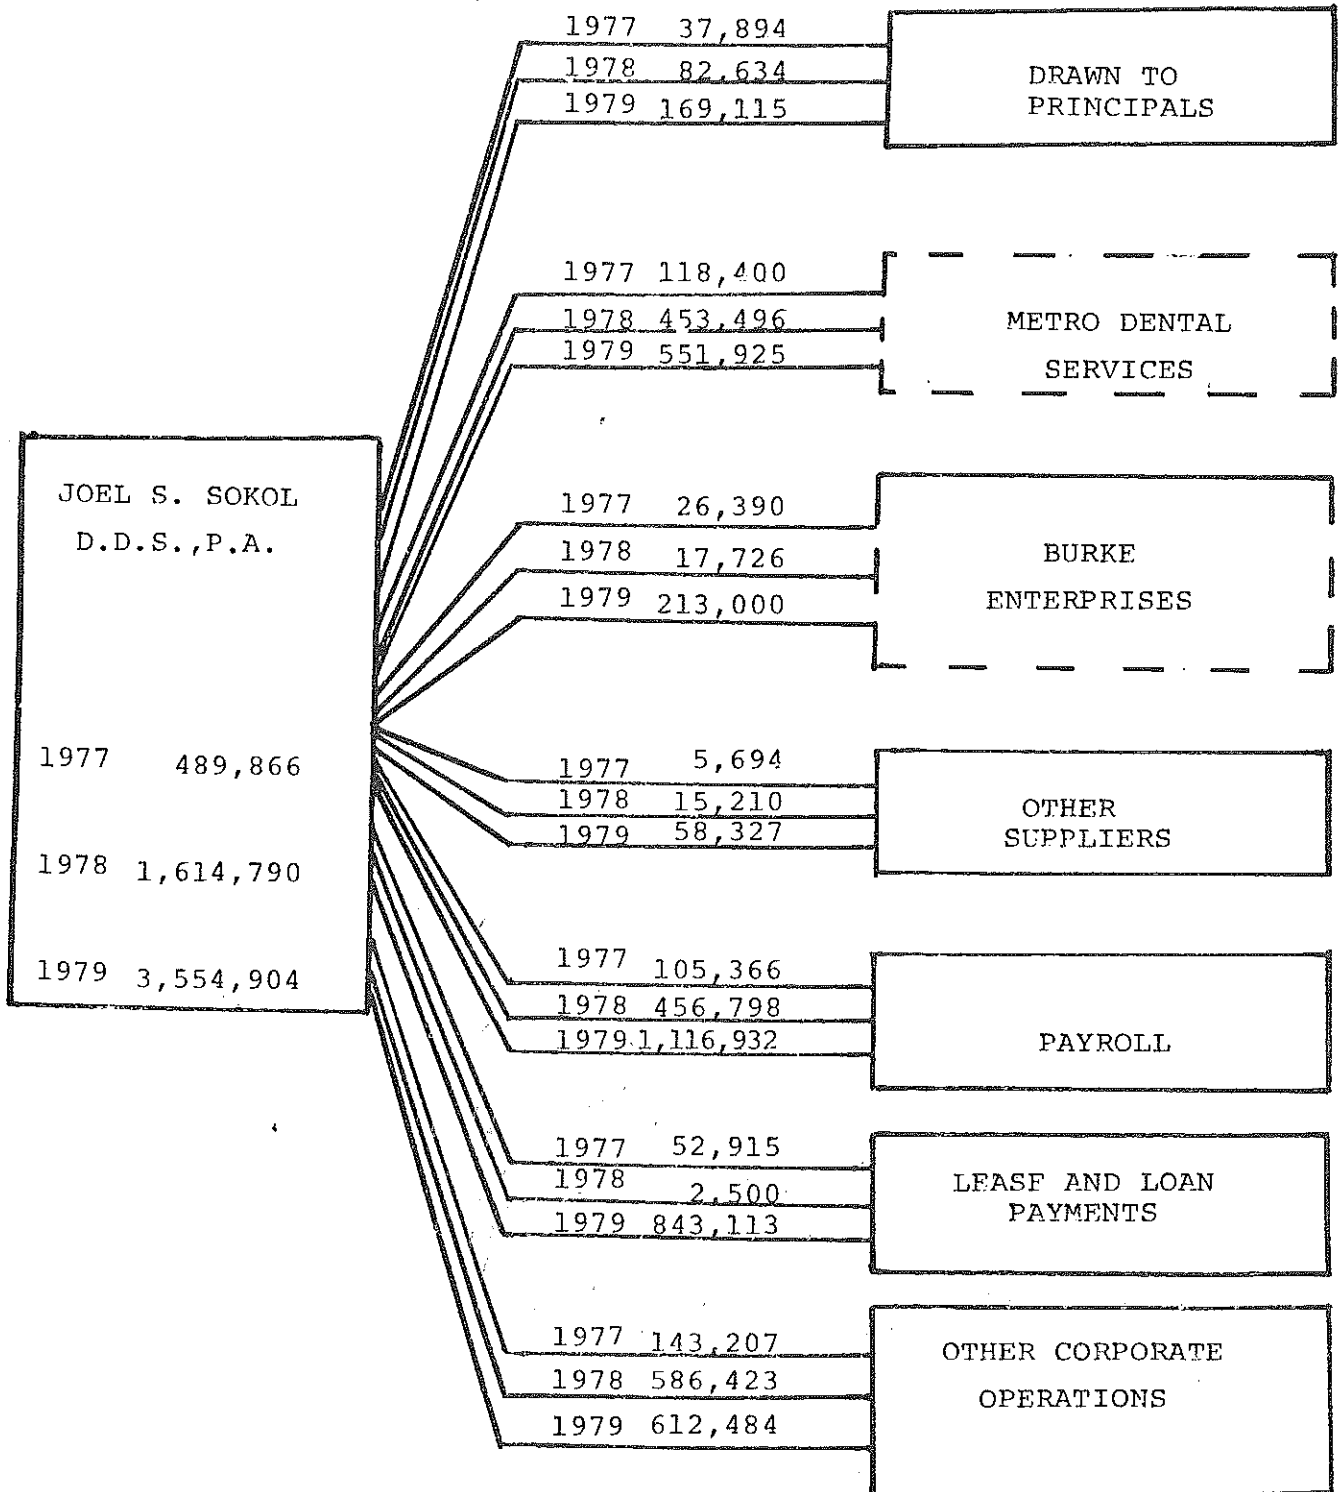 1977 37,894
1978 82,634
1979 169,115
DRAWN TO
PRINCIPALS
1977 118,400
1978 453,496
1979 551,925
METRO DENTAL
SERVICES
JOEL S. SOKOL
D.D.S.,P.A.
1977 489,866
1978 1,614,790
1979 3,554,904
1977 26,390
1978 17,726
1979 213,000
BURKE
ENTERPRISES
1977 5,694
1978 15,210
1979 58,327
OTHER
SUPPLIERS
1977 105,366
1978 456,798
1979 1,116,932
PAYROLL
1977 52,915
1978 2,500
1979 843,113
LEASE AND LOAN
PAYMENTS
1977 143,207
1978 586,423
1979 612,484
OTHER CORPORATE
OPERATIONS